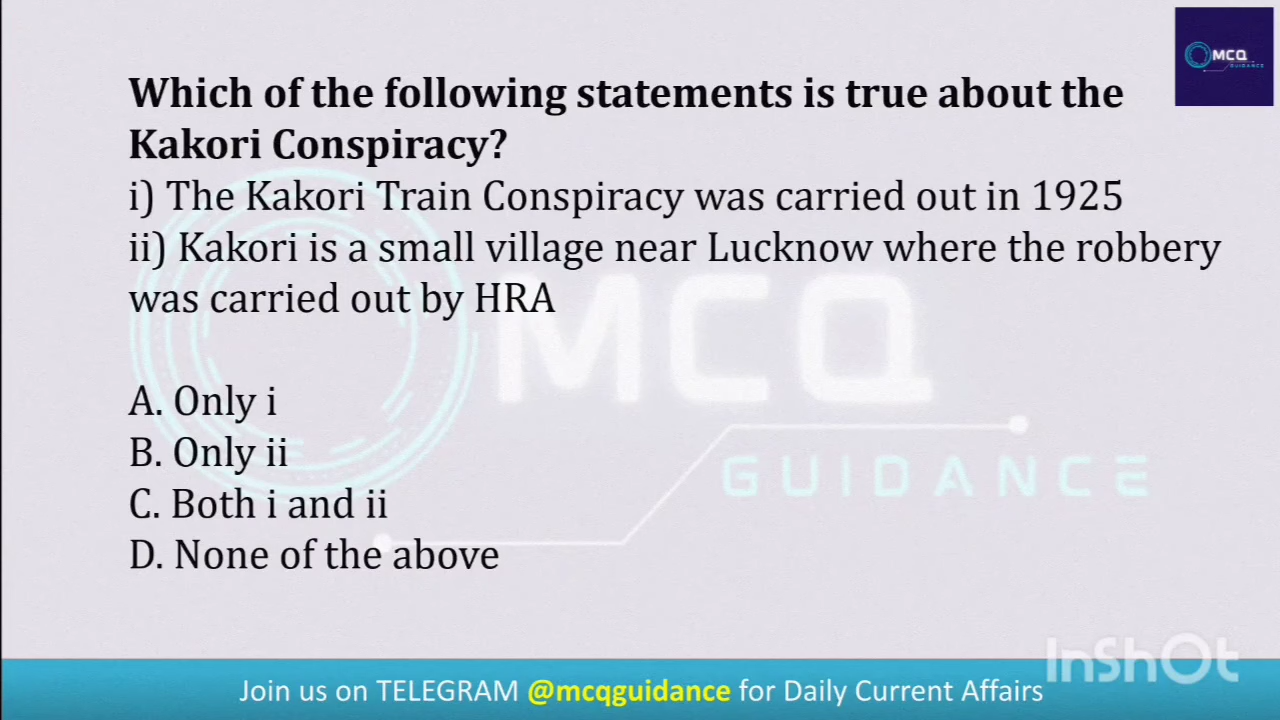 MCQ
GUIDANCE
Which of the following statements is true about the
Kakori Conspiracy?
i) The Kakori Train Conspiracy was carried out in 1925
ii) Kakori is a small village near Lucknow where the robbery
was carried out by HRA
MCQ
GUIDANCE
A. Only i
B. Only ii
C. Both i and ii
D. None of the above
InShOt
Join us on TELEGRAM @mcqguidance for Daily Current Affairs